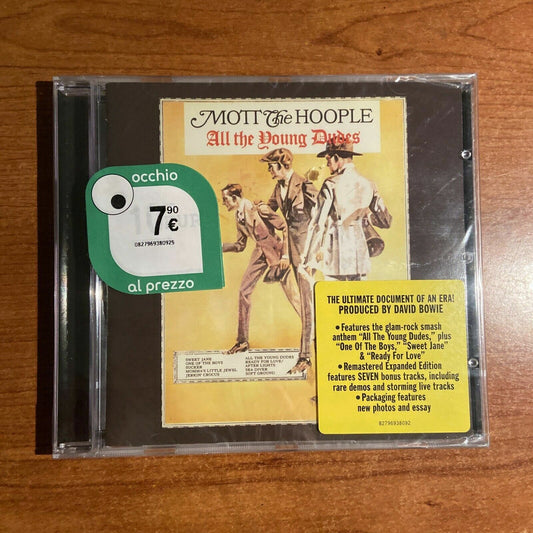 MOTT The HOOPLE
All the Young Dudes
occhio
7,90
€
0827969380925
al prezzo
SWEET JANE
ONE OF THE BOYS
SUCKER
MOMMA'S LITTLE JEWEL
JERKIN' CROCUS
ALL THE YOUNG DUDES
READY FOR LOVE/
AFTER LIGHTS
SEA DIVER
SOFT GROUND
THE ULTIMATE DOCUMENT OF AN ERA!
PRODUCED BY DAVID BOWIE
•Features the glam-rock smash
anthem "All The Young Dudes," plus
"One Of The Boys," "Sweet Jane"
& "Ready For Love"
•Remastered Expanded Edition
features SEVEN bonus tracks, including
rare demos and storming live tracks
•Packaging features
new photos and essay
82796938092